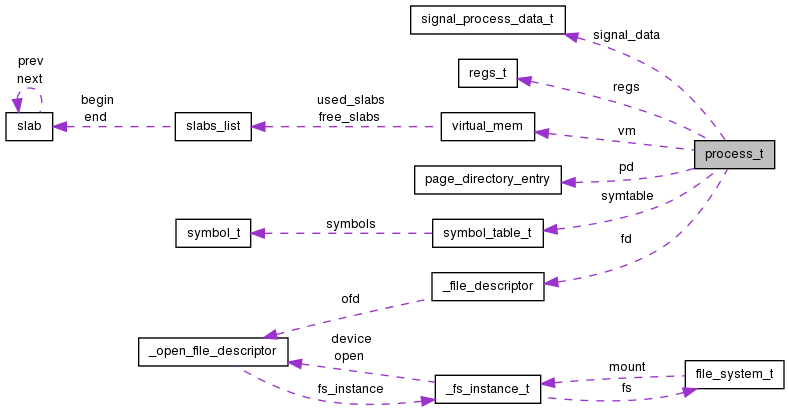 signal_process_data_t
signal_data
regs_t
regs
prev
next
begin
end
used_slabs
free_slabs
slab
slabs_list
virtual_mem
vm
process_t
page_directory_entry
pd
symtable
symbol_t
symbols
symbol_table_t
fd
_file_descriptor
ofd
device
open
_open_file_descriptor
fs_instance
_fs_instance_t
mount
fs
file_system_t